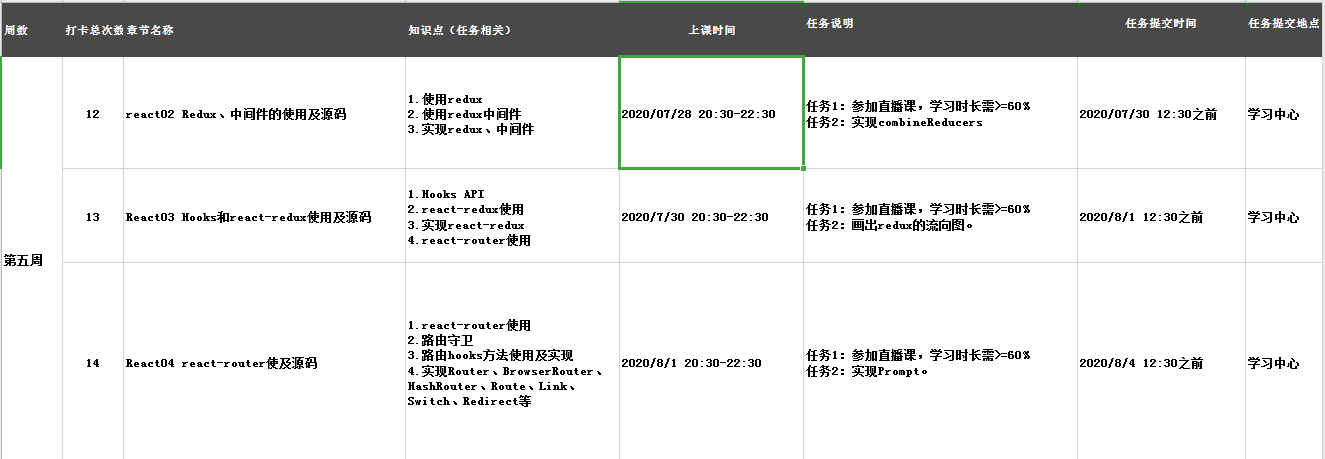 周数 打卡总次数 章节名称 知识点（任务相关） 上课时间 任务说明 任务提交时间 任务提交地点
第五周
12 react02 Redux、中间件的使用及源码
1.使用redux
2.使用redux中间件
3.实现redux、中间件
2020/07/28 20:30-22:30
任务1：参加直播课，学习时长需>=60%
任务2：实现combineReducers
2020/07/30 12:30之前 学习中心
13 React03 Hooks和react-redux使用及源码
1.Hooks API
2.react-redux使用
3.实现react-redux
4.react-router使用
2020/7/30 20:30-22:30
任务1：参加直播课，学习时长需>=60%
任务2：画出redux的流向图。
2020/8/1 12:30之前 学习中心
14 React04 react-router使及源码
1.react-router使用
2.路由守卫
3.路由hooks方法使用及实现
4.实现Router、BrowserRouter、
HashRouter、Route、Link、
Switch、Redirect等
2020/8/1 20:30-22:30
任务1：参加直播课，学习时长需>=60%
任务2：实现Prompt。
2020/8/4 12:30之前 学习中心